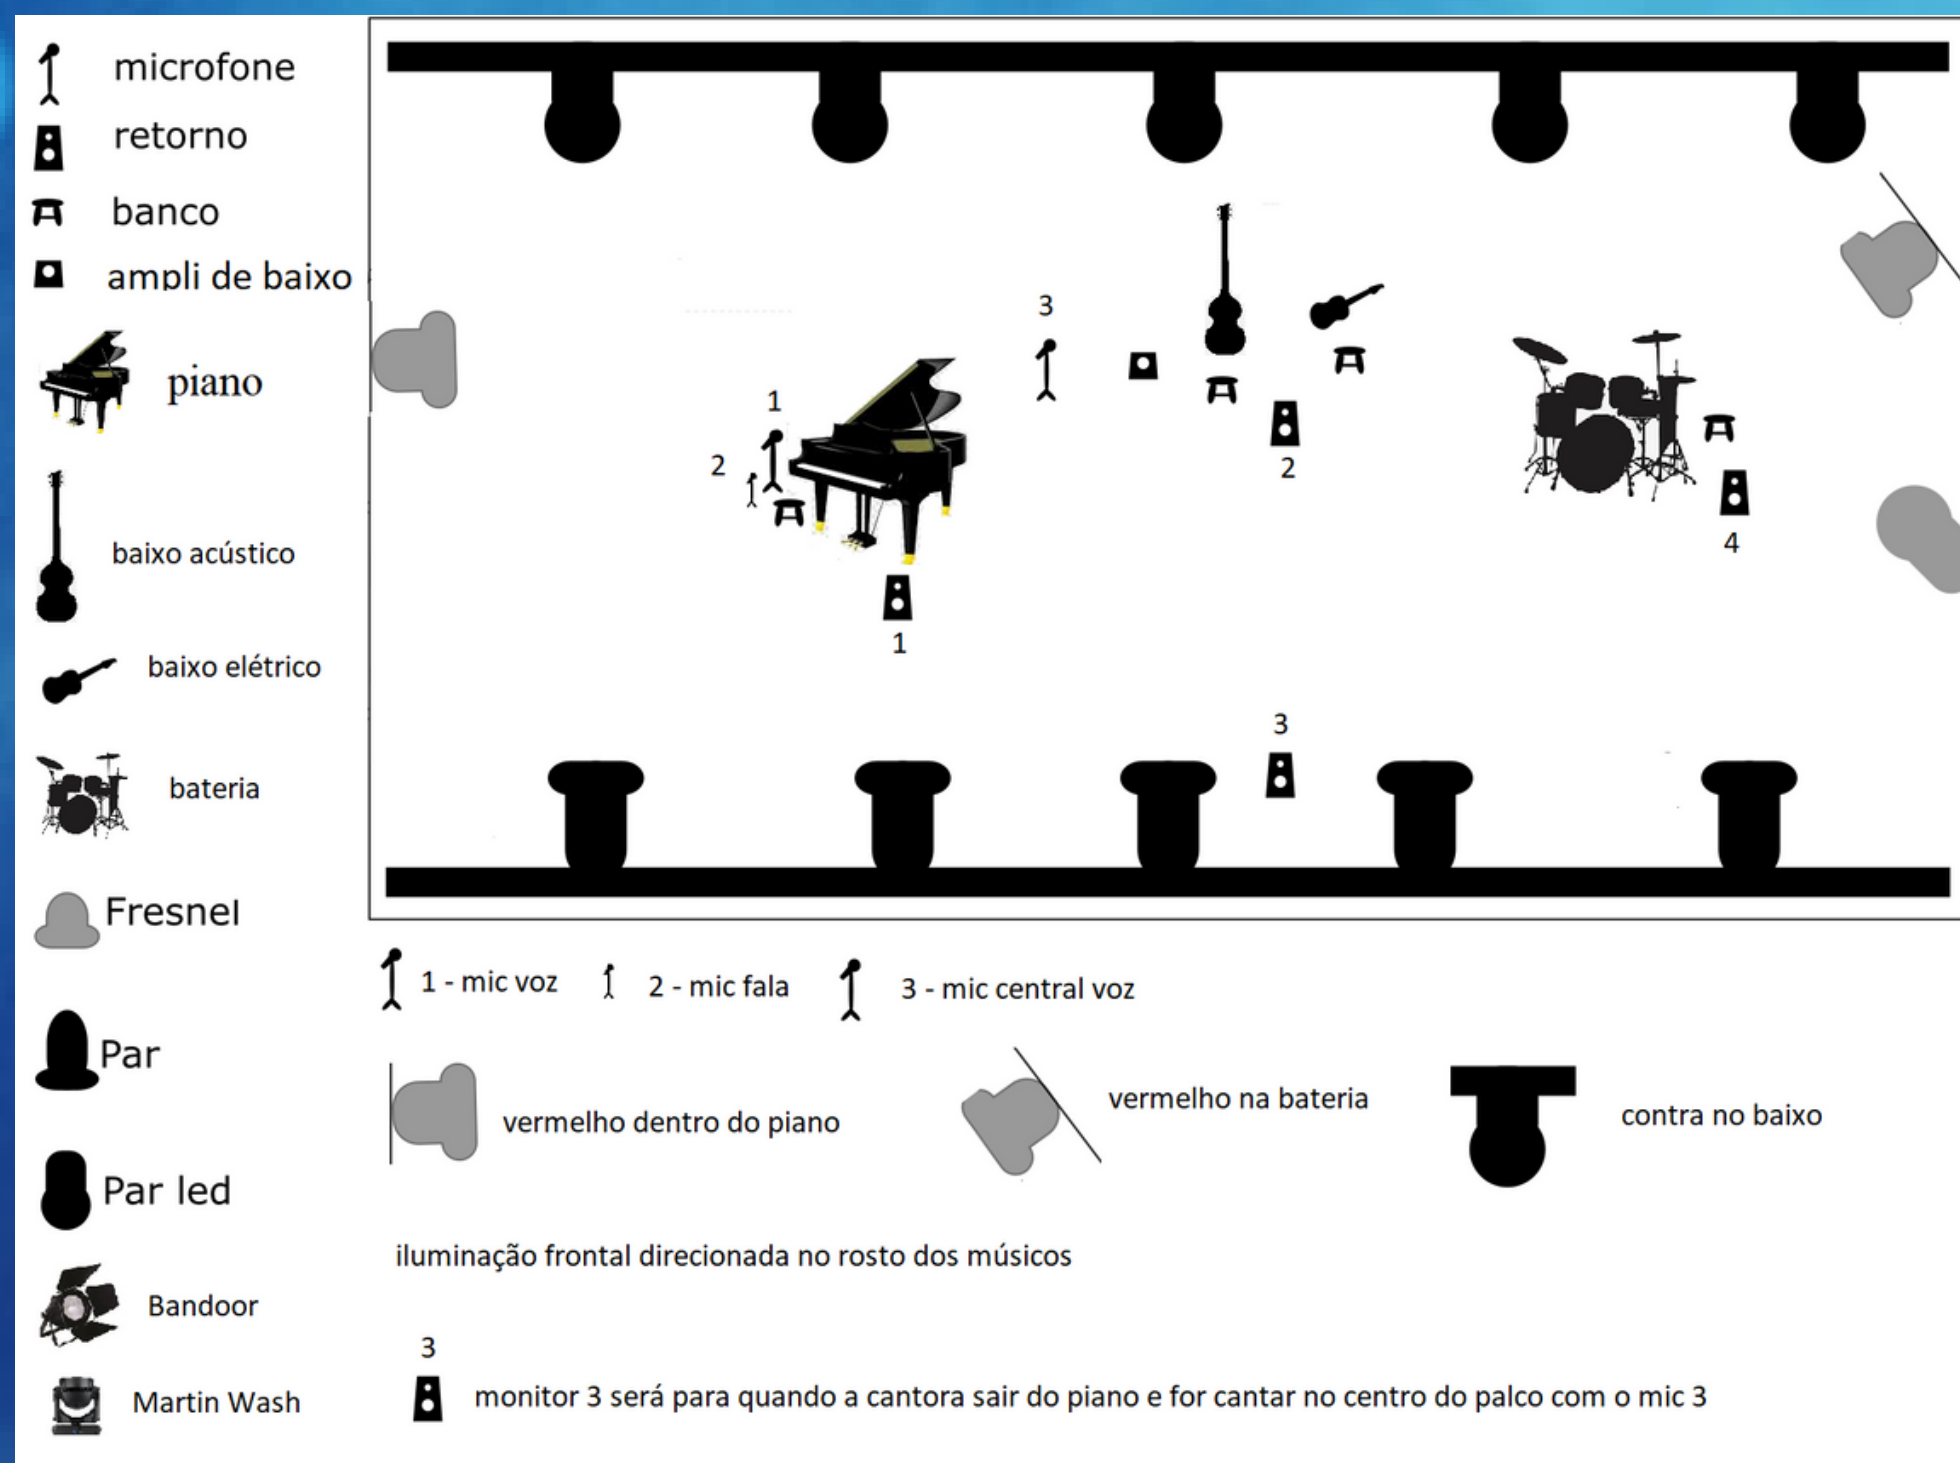 microfone
retorno
banco
ampli de baixo
piano
baixo acústico
baixo elétrico
bateria
Fresnel
Par
Par led
Bandoor
Martin Wash
3
1
2
2
4
1
3
1 - mic voz
2 - mic fala
3 - mic central voz
vermelho dentro do piano
vermelho na bateria
contra no baixo
iluminação frontal direcionada no rosto dos músicos
3
monitor 3 será para quando a cantora sair do piano e for cantar no centro do palco com o mic 3